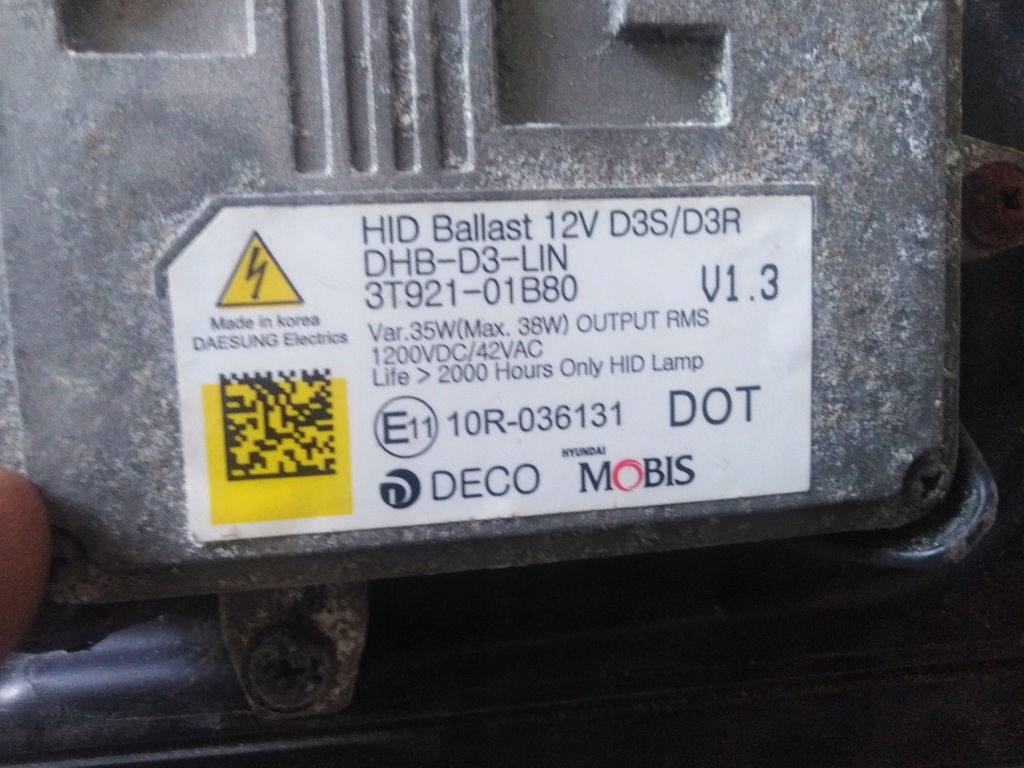 HID Ballast 12V D3S/D3R
DHB-D3-LIN
3T921-01B80
V1.3
Made in korea
DAESUNG Electrics
Var.35W(Max. 38W) OUTPUT RMS
1200VDC/42VAC
Life > 2000 Hours Only HID Lamp
E11 10R-036131 DOT
DECO
HYUNDAI
MOBIS